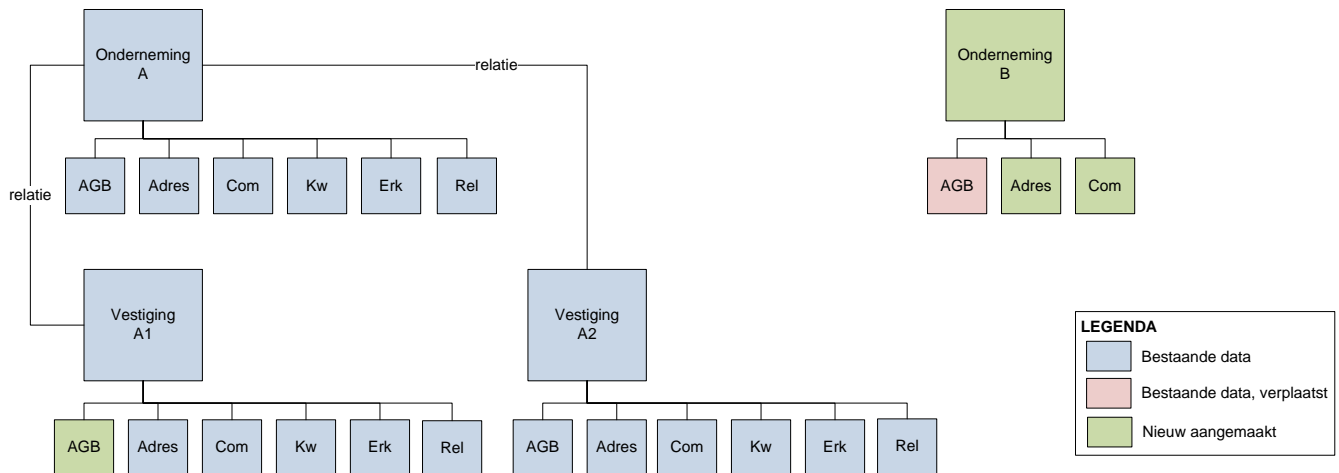 Onderneming
A
relatie
Onderneming
B
AGB
Adres
Com
Kw
Erk
Rel
AGB
Adres
Com
relatie
Vestiging
A1
Vestiging
A2
AGB
Adres
Com
Kw
Erk
Rel
AGB
Adres
Com
Kw
Erk
Rel
LEGENDA
Bestaande data
Bestaande data, verplaatst
Nieuw aangemaakt